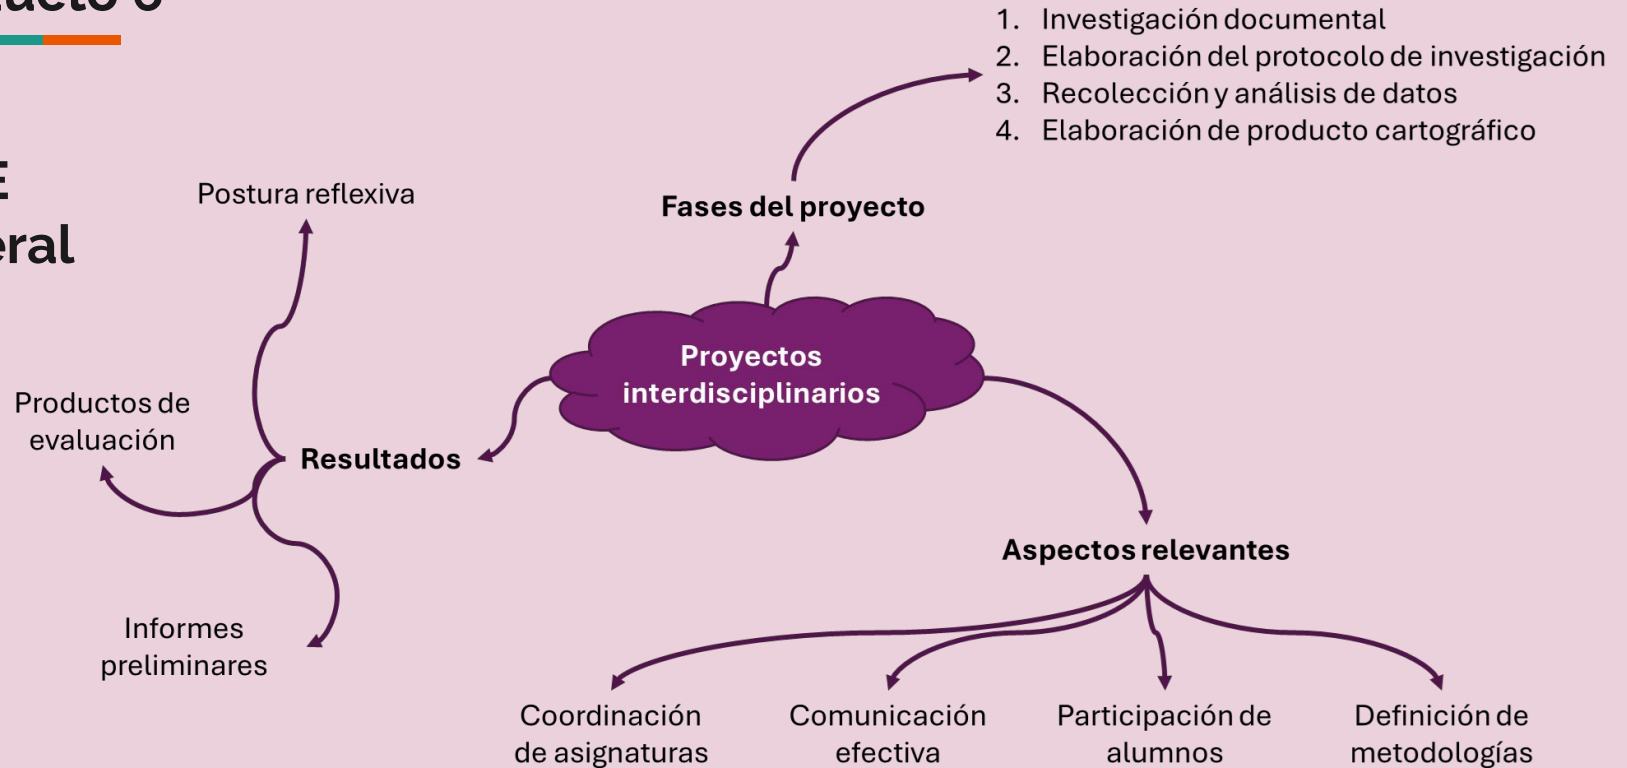 1. Investigación documental
2. Elaboración del protocolo de investigación
3. Recolección y análisis de datos
4. Elaboración de producto cartográfico
Postura reflexiva
Fases del proyecto
Proyectos
interdisciplinarios
Productos de
evaluación
Resultados
Informes
preliminares
Aspectos relevantes
Coordinación
de asignaturas
Comunicación
efectiva
Participación de
alumnos
Definición de
metodologías